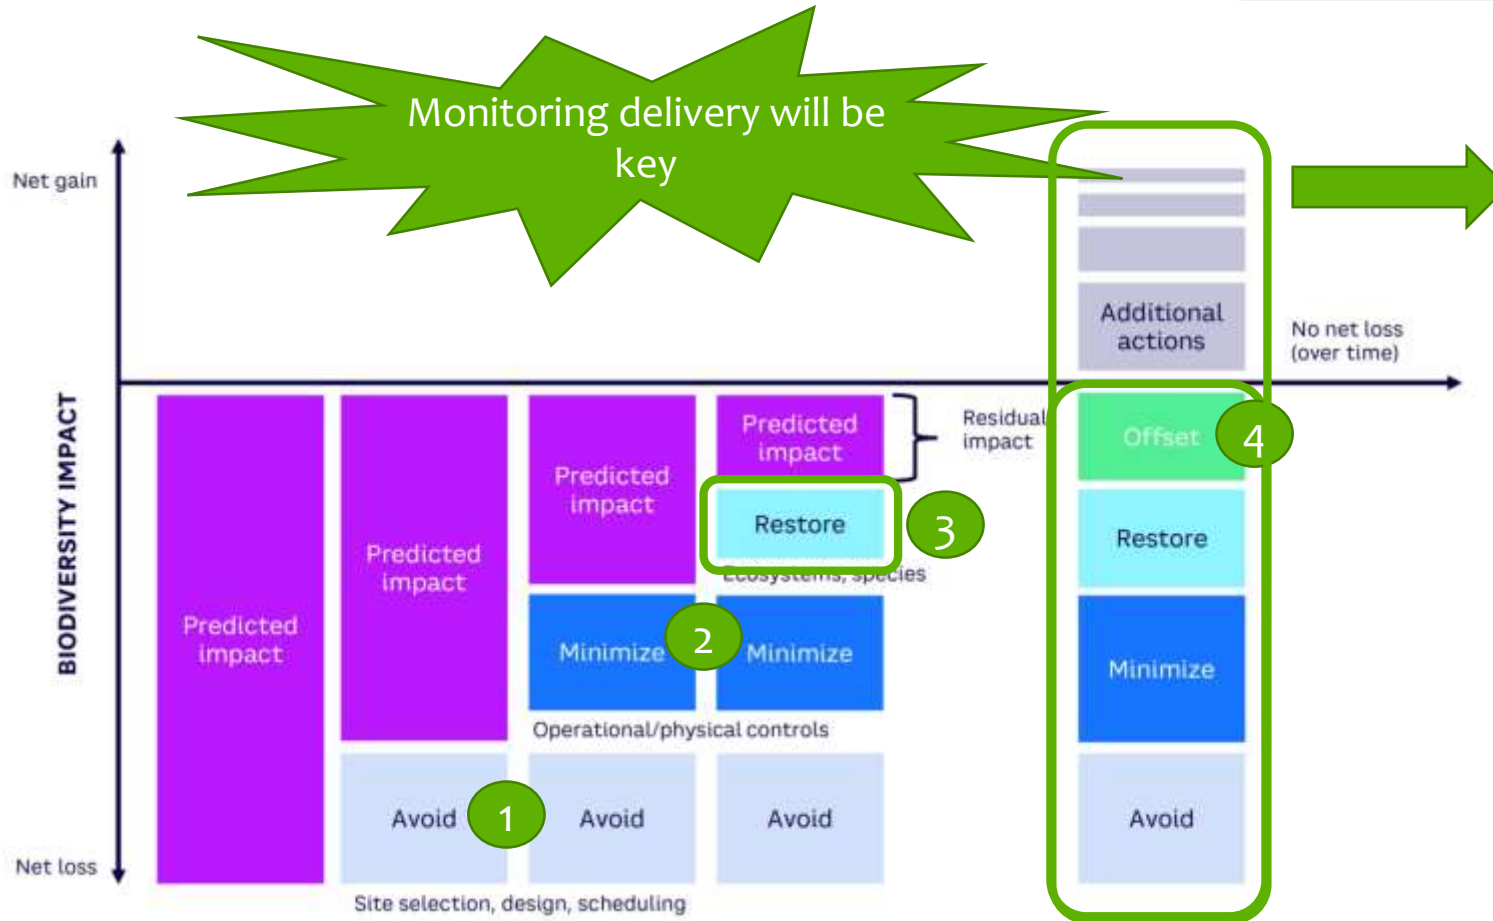 Monitoring delivery will be
key
Net gain
Additional
actions
No net loss
(over time)
BIODIVERSITY IMPACT
Predicted
impact
Residual
impact
Offset
4
Predicted
impact
Restore
3
Restore
Predicted
impact
Ecosystems, species
Predicted
impact
Minimize
2
Minimize
Minimize
Operational/physical controls
Avoid
1
Avoid
Avoid
Avoid
Net loss
Site selection, design, scheduling